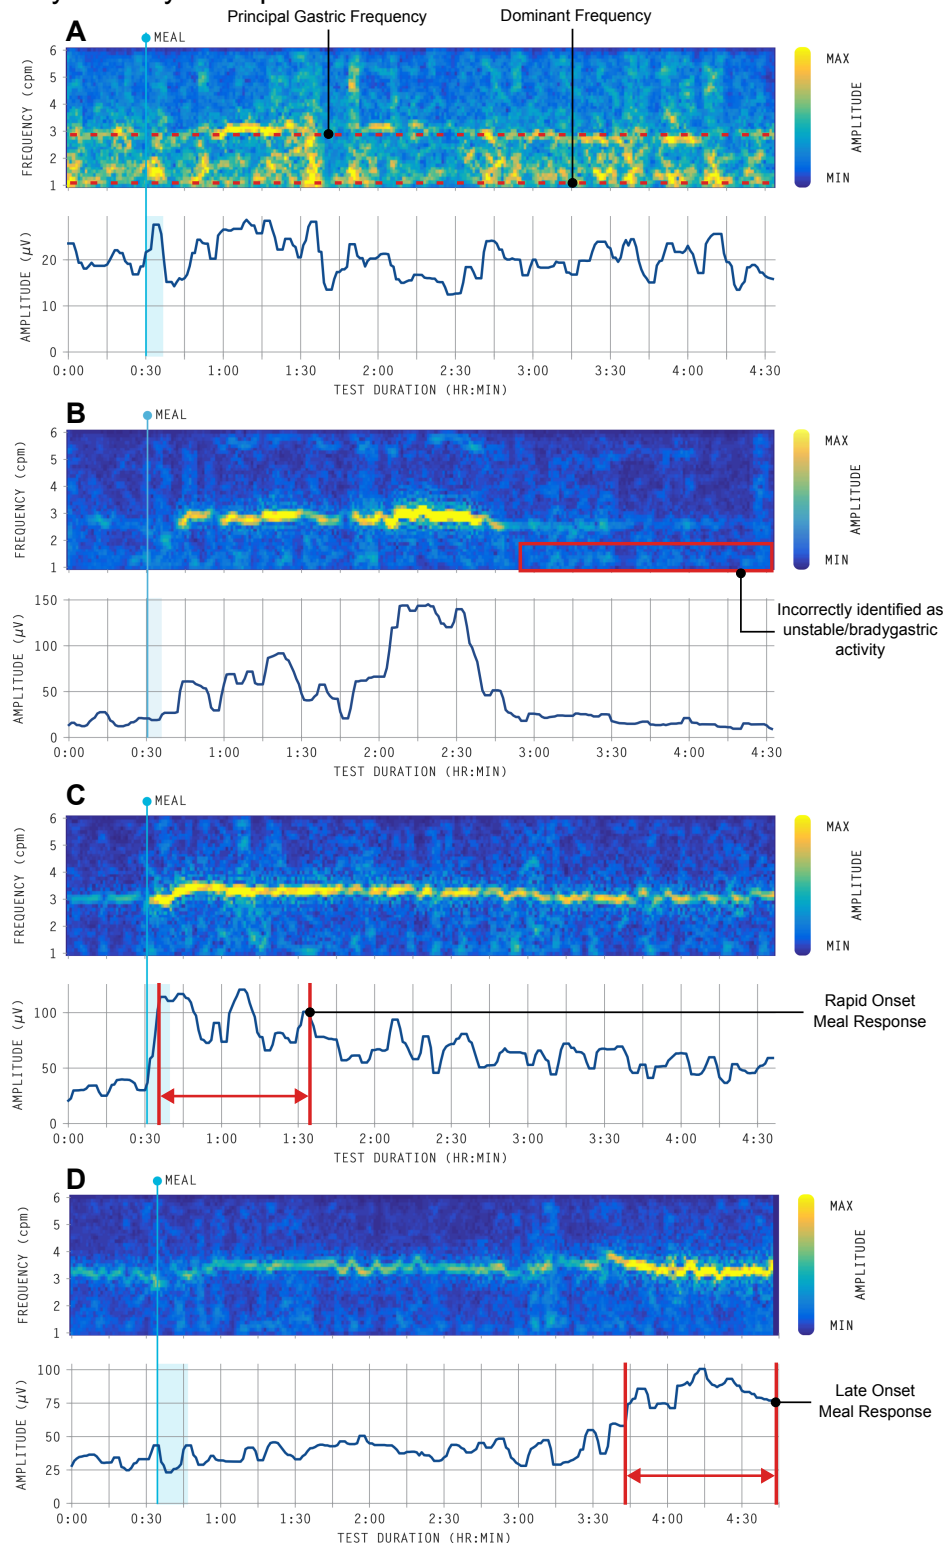 Principal Gastric Frequency
Dominant Frequency
A
MEAL
6
5
4
3
2
1
FREQUENCY (cpm)
MAX
AMPLITUDE
MIN
20
10
0
AMPLITUDE (μV)
0:00 0:30 1:00 1:30 2:00 2:30 3:00 3:30 4:00 4:30
TEST DURATION (HR:MIN)
B
MEAL
6
5
4
3
2
1
FREQUENCY (cpm)
MAX
AMPLITUDE
MIN
Incorrectly identified as
unstable/bradygastric
activity
150
100
50
0
AMPLITUDE (μV)
0:00 0:30 1:00 1:30 2:00 2:30 3:00 3:30 4:00 4:30
TEST DURATION (HR:MIN)
C
MEAL
6
5
4
3
2
1
FREQUENCY (cpm)
MAX
AMPLITUDE
MIN
100
50
0
AMPLITUDE (μV)
Rapid Onset
Meal Response
0:00 0:30 1:00 1:30 2:00 2:30 3:00 3:30 4:00 4:30
TEST DURATION (HR:MIN)
D
MEAL
6
5
4
3
2
1
FREQUENCY (cpm)
MAX
AMPLITUDE
MIN
100
75
50
25
0
AMPLITUDE (μV)
Late Onset
Meal Response
0:00 0:30 1:00 1:30 2:00 2:30 3:00 3:30 4:00 4:30
TEST DURATION (HR:MIN)